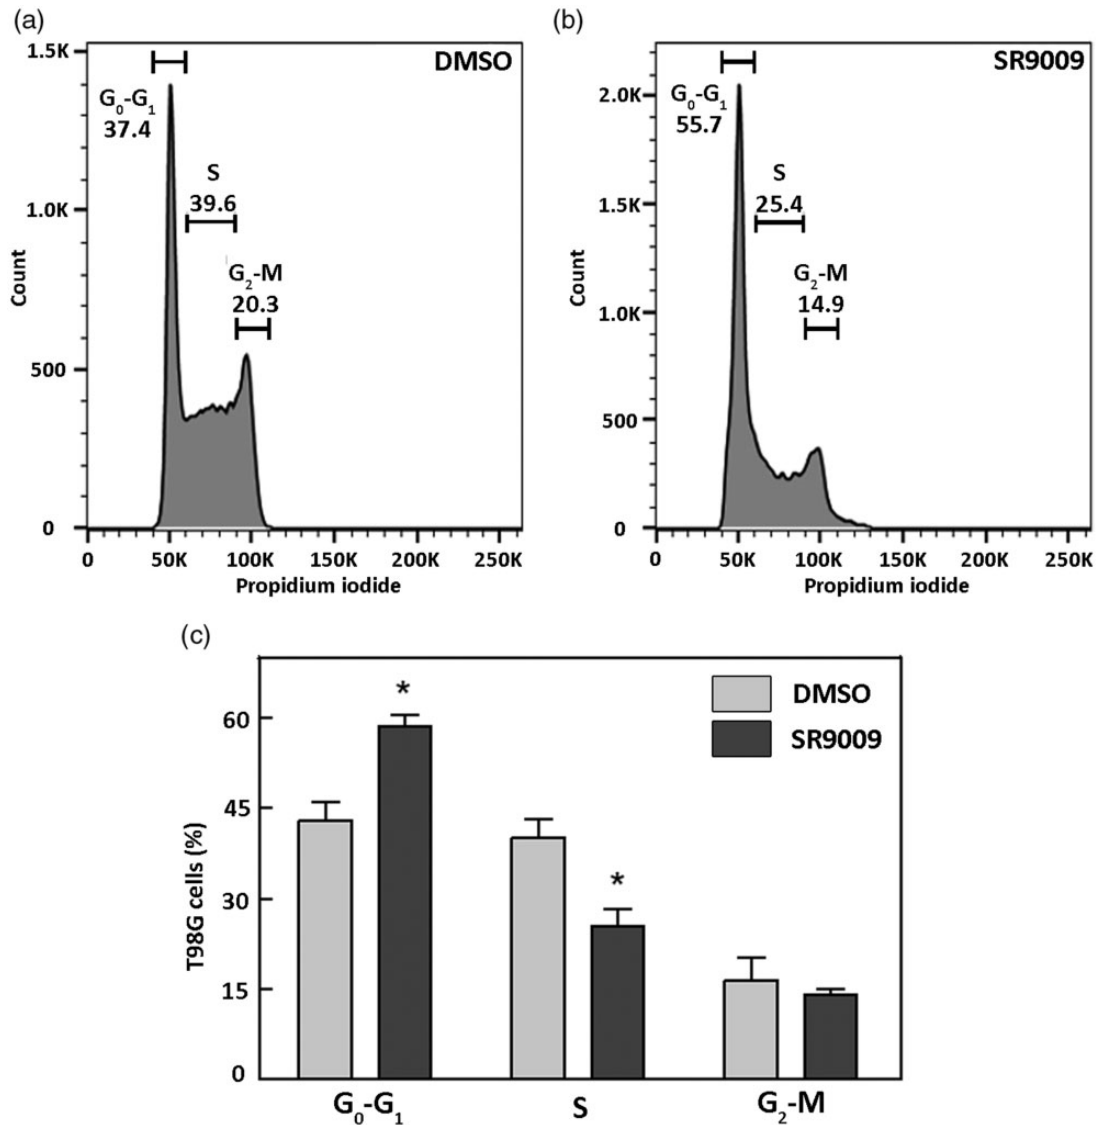 (a)
DMSO
1.5K
1.0K
500
0
Count
G₀-G₁
37.4
S
39.6
G₂-M
20.3
0 50K 100K 150K 200K 250K
Propidium iodide
(b)
SR9009
2.0K
1.5K
1.0K
500
0
Count
G₀-G₁
55.7
S
25.4
G₂-M
14.9
0 50K 100K 150K 200K 250K
Propidium iodide
(c)
DMSO
SR9009
*
*
60
45
30
15
0
T98G cells (%)
G₀-G₁ S G₂-M